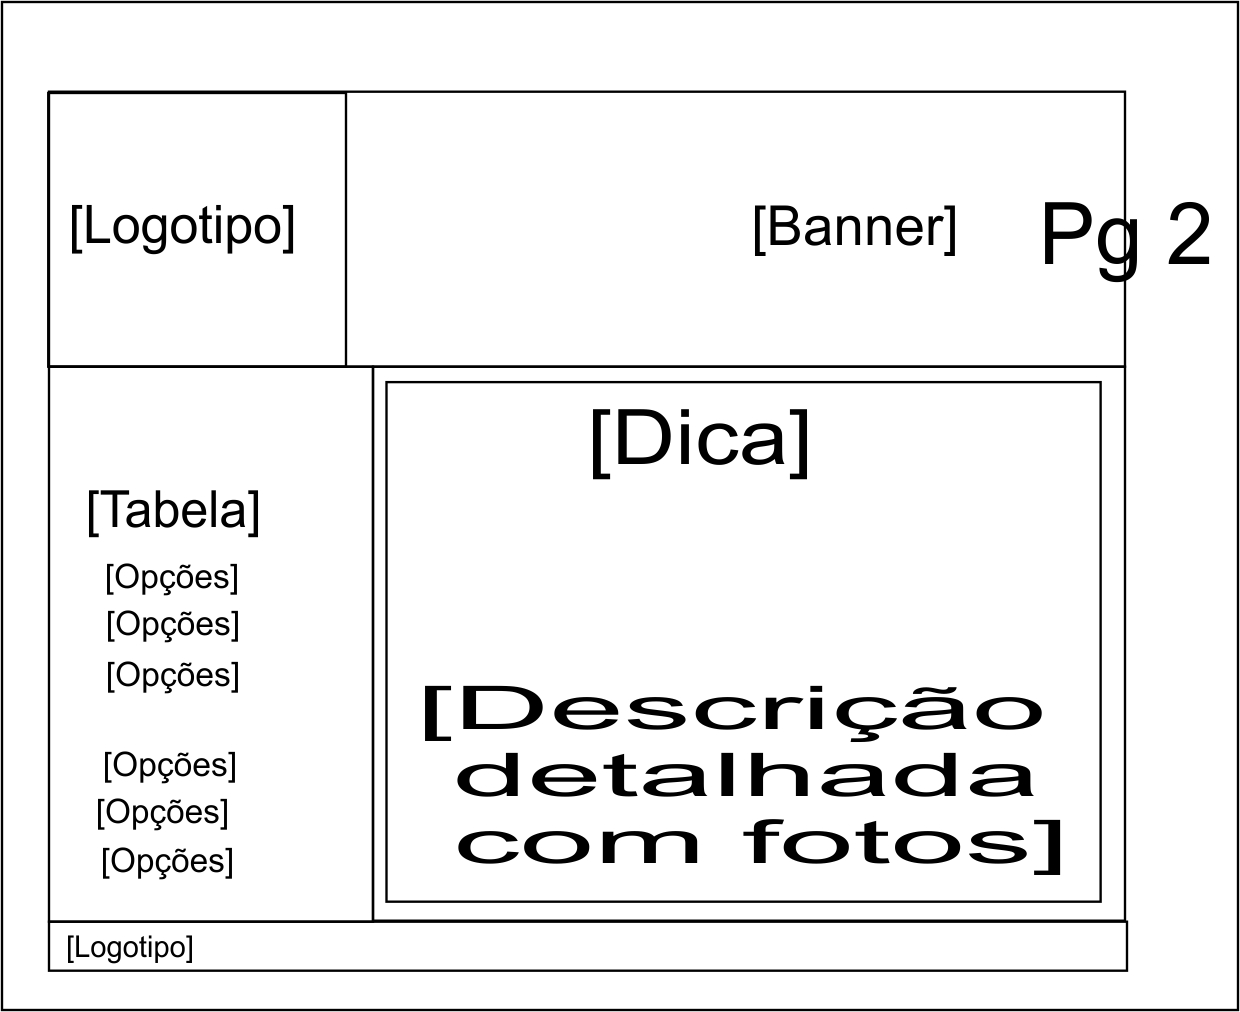 [Logotipo]
[Banner]
Pg 2
[Tabela]
[Opções]
[Opções]
[Opções]
[Opções]
[Opções]
[Opções]
[Dica]
[Descrição
detalhada
com fotos]
[Logotipo]